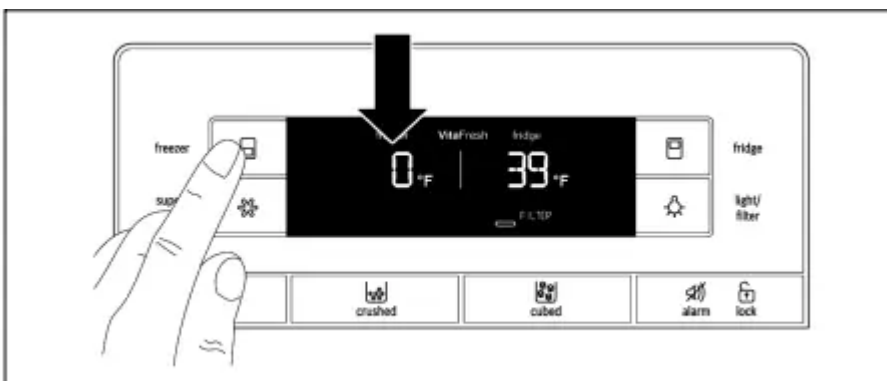 VitaFresh fridge
freezer
fridge
0 °F
39 °F
light/
filter
FILTER
crushed
cubed
alarm
lock